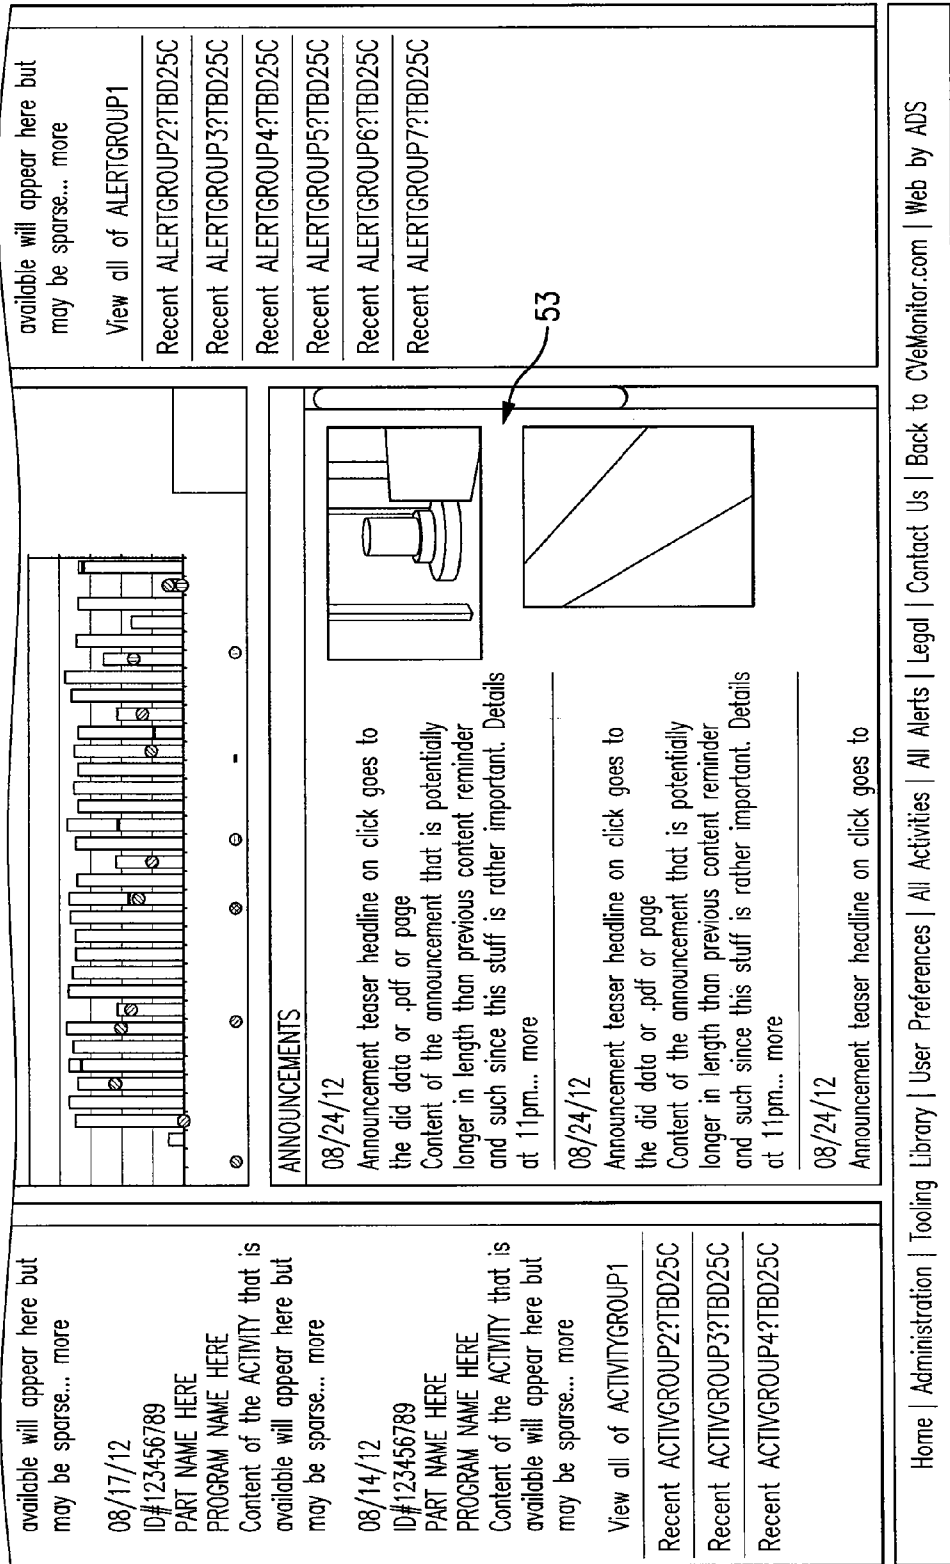 available will appear here but
may be sparse... more
08/17/12
ID#123456789
PART NAME HERE
PROGRAM NAME HERE
Content of the ACTIVITY that is
available will appear here but
may be sparse... more
08/14/12
ID#123456789
PART NAME HERE
PROGRAM NAME HERE
Content of the ACTIVITY that is
available will appear here but
may be sparse... more
View all of ACTIVITYGROUP1
Recent ACTIVGROUP2?TBD25C
Recent ACTIVGROUP3?TBD25C
Recent ACTIVGROUP4?TBD25C
ANNOUNCEMENTS
08/24/12
Announcement teaser headline on click goes to
the did data or .pdf or page
Content of the announcement that is potentially
longer in length than previous content reminder
and such since this stuff is rather important. Details
at 11pm... more
08/24/12
Announcement teaser headline on click goes to
the did data or .pdf or page
Content of the announcement that is potentially
longer in length than previous content reminder
and such since this stuff is rather important. Details
at 11pm... more
08/24/12
Announcement teaser headline on click goes to
53
available will appear here but
may be sparse... more
View all of ALERTGROUP1
Recent ALERTGROUP2?TBD25C
Recent ALERTGROUP3?TBD25C
Recent ALERTGROUP4?TBD25C
Recent ALERTGROUP5?TBD25C
Recent ALERTGROUP6?TBD25C
Recent ALERTGROUP7?TBD25C
Home | Administration | Tooling Library | User Preferences | All Activities | All Alerts | Legal | Contact Us | Back to CVeMonitor.com | Web by ADS